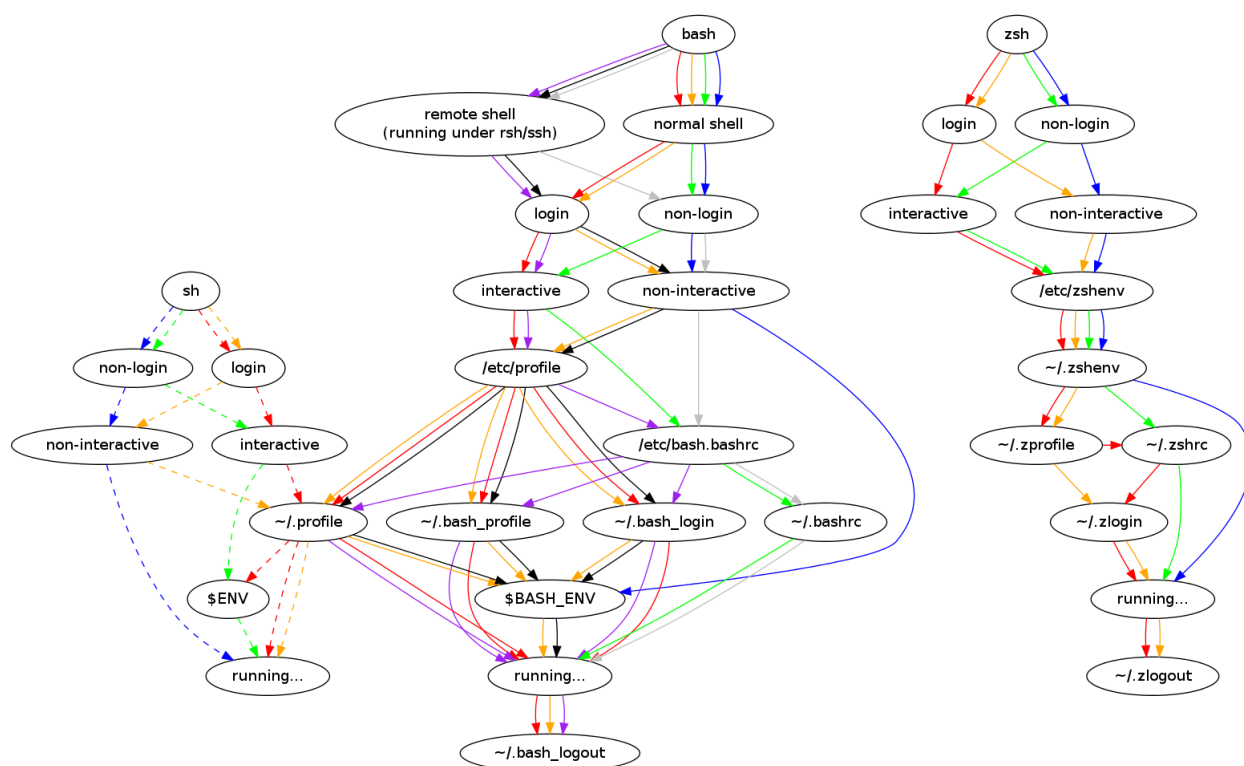 bash
zsh
remote shell
(running under rsh/ssh)
normal shell
login
non-login
login
non-login
interactive
non-interactive
sh
interactive
non-interactive
/etc/zshenv
non-login
login
/etc/profile
~/.zshenv
non-interactive
interactive
/etc/bash.bashrc
~/.zprofile
~/.zshrc
~/.profile
~/.bash_profile
~/.bash_login
~/.bashrc
~/.zlogin
$ENV
$BASH_ENV
running...
running...
running...
~/.zlogout
~/.bash_logout